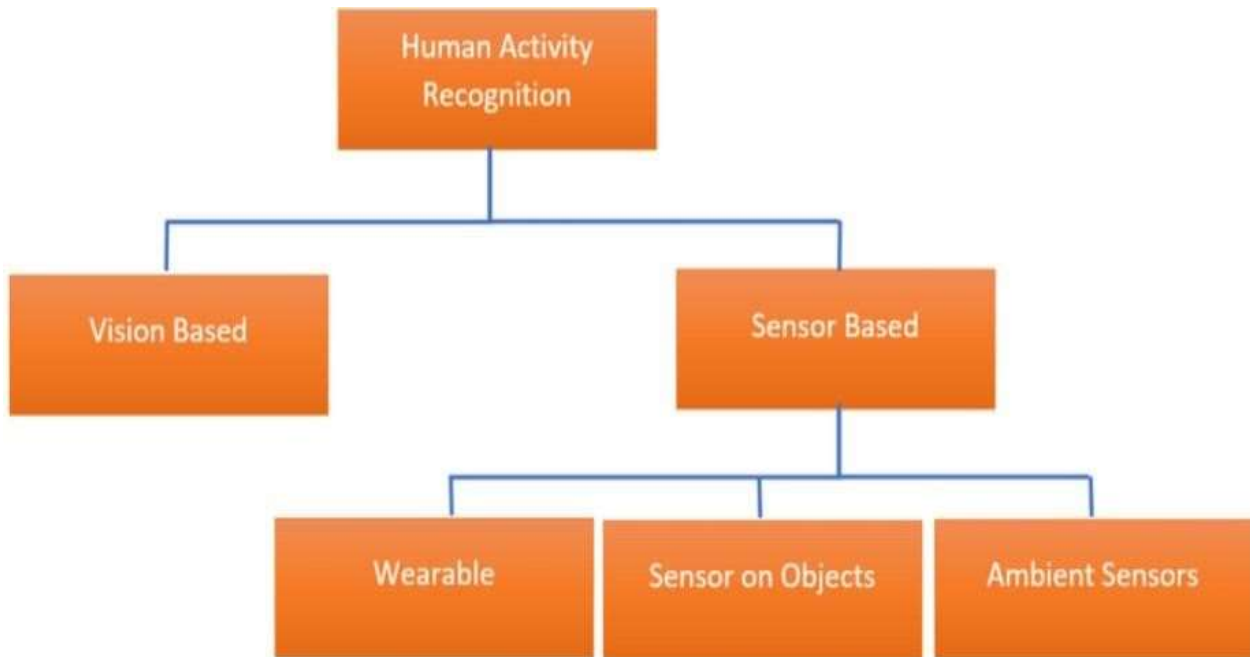 Human Activity
Recognition
Vision Based
Sensor Based
Wearable
Sensor on Objects
Ambient Sensors